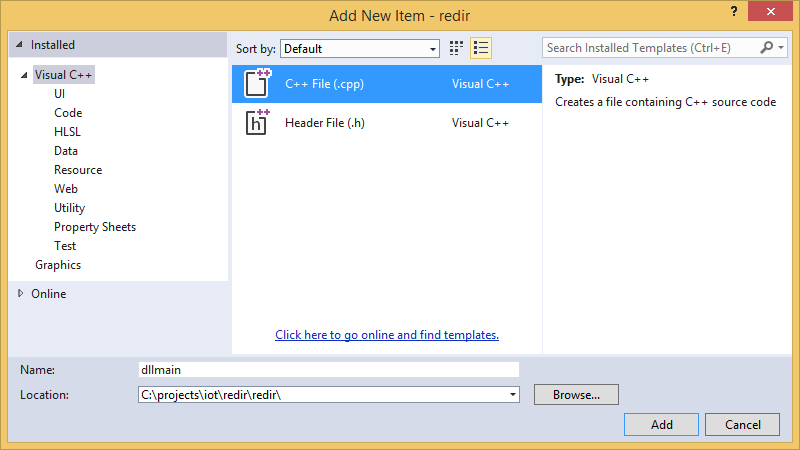 Add New Item - redir
?
Installed
Sort by: Default
Search Installed Templates (Ctrl+E)
Visual C++
UI
Code
HLSL
Data
Resource
Web
Utility
Property Sheets
Test
Graphics
Online
++
C++ File (.cpp) Visual C++
++
h
Header File (.h) Visual C++
Click here to go online and find templates.
Type: Visual C++
Creates a file containing C++ source code
Name: dllmain
Location: C:\projects\iot\redir\redir\
Browse...
Add
Cancel